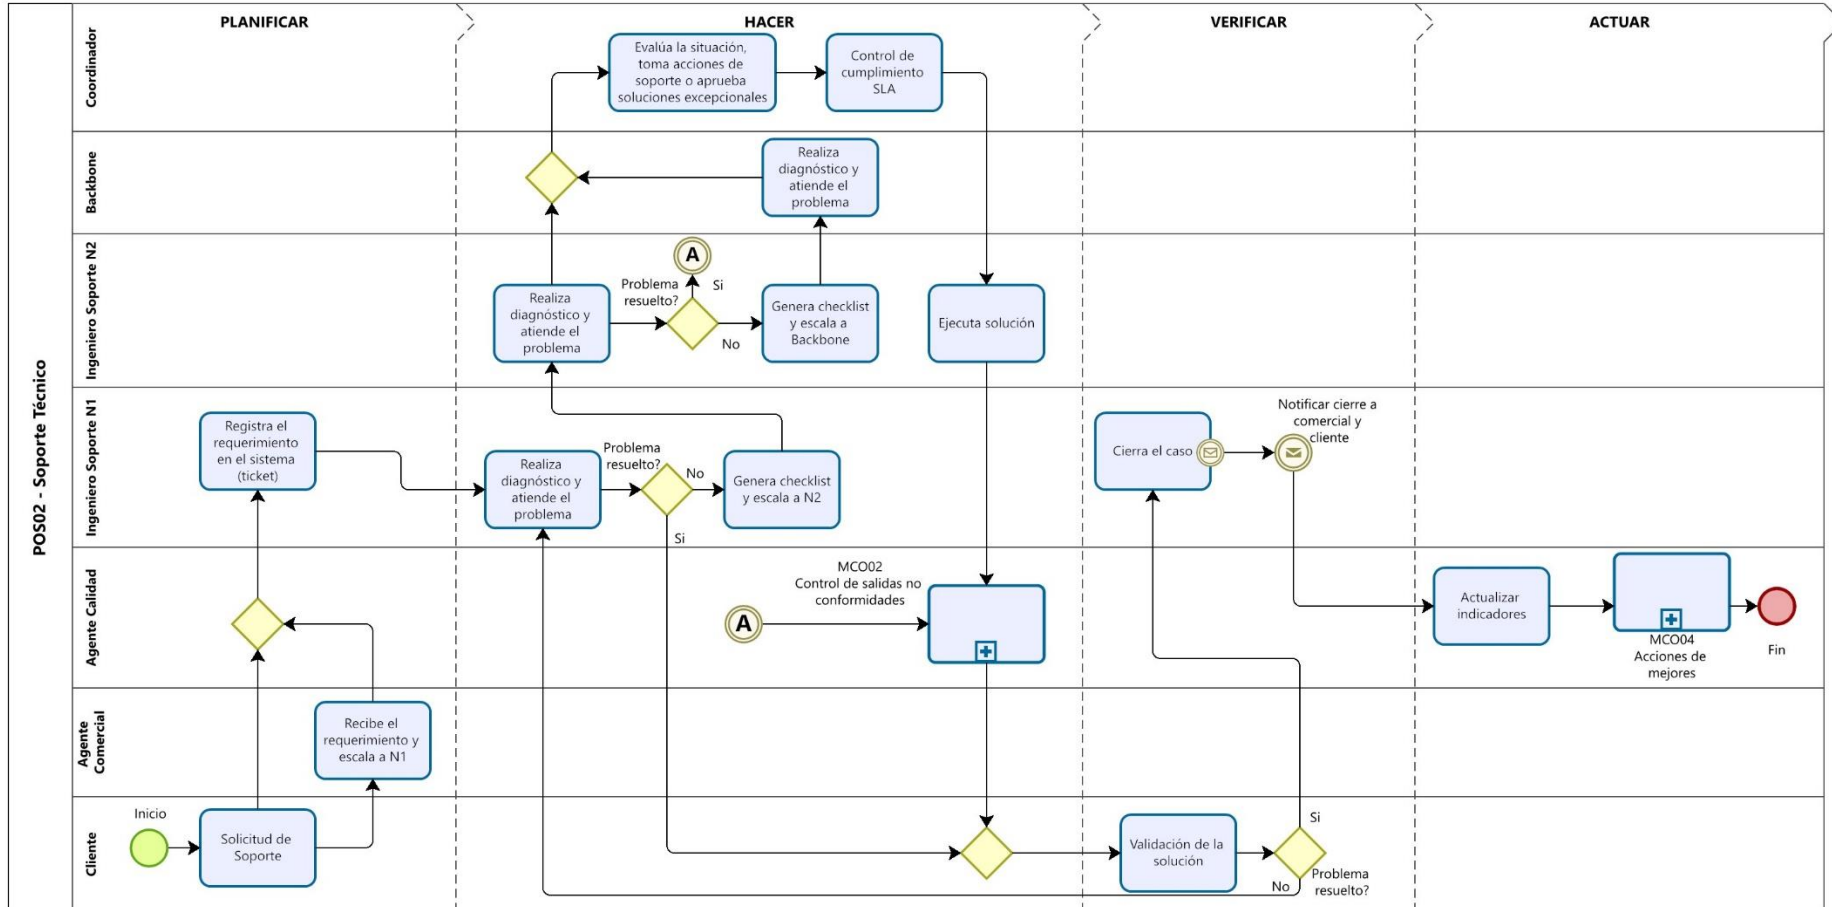 PLANIFICAR
HACER
VERIFICAR
ACTUAR
POS02 - Soporte Técnico
Coordinador
Evalúa la situación,
toma acciones de
soporte o aprueba
soluciones excepcionales
Control de
cumplimiento
SLA
Backbone
Realiza
diagnóstico y
atiende el
problema
Ingeniero Soporte N2
Realiza
diagnóstico y
atiende el
problema
Problema
resuelto?
A
Si
No
Genera checklist
y escala a
Backbone
Ejecuta solución
Ingeniero Soporte N1
Registra el
requerimiento
en el sistema
(ticket)
Realiza
diagnóstico y
atiende el
problema
Problema
resuelto?
No
Si
Genera checklist
y escala a N2
Cierra el caso
Notificar cierre a
comercial y
cliente
Agente Calidad
A
MCO02
Control de salidas no
conformidades
Actualizar
indicadores
MCO04
Acciones de
mejores
Fin
Agente
Comercial
Recibe el
requerimiento y
escala a N1
Cliente
Inicio
Solicitud de
Soporte
Validación de la
solución
Si
No
Problema
resuelto?